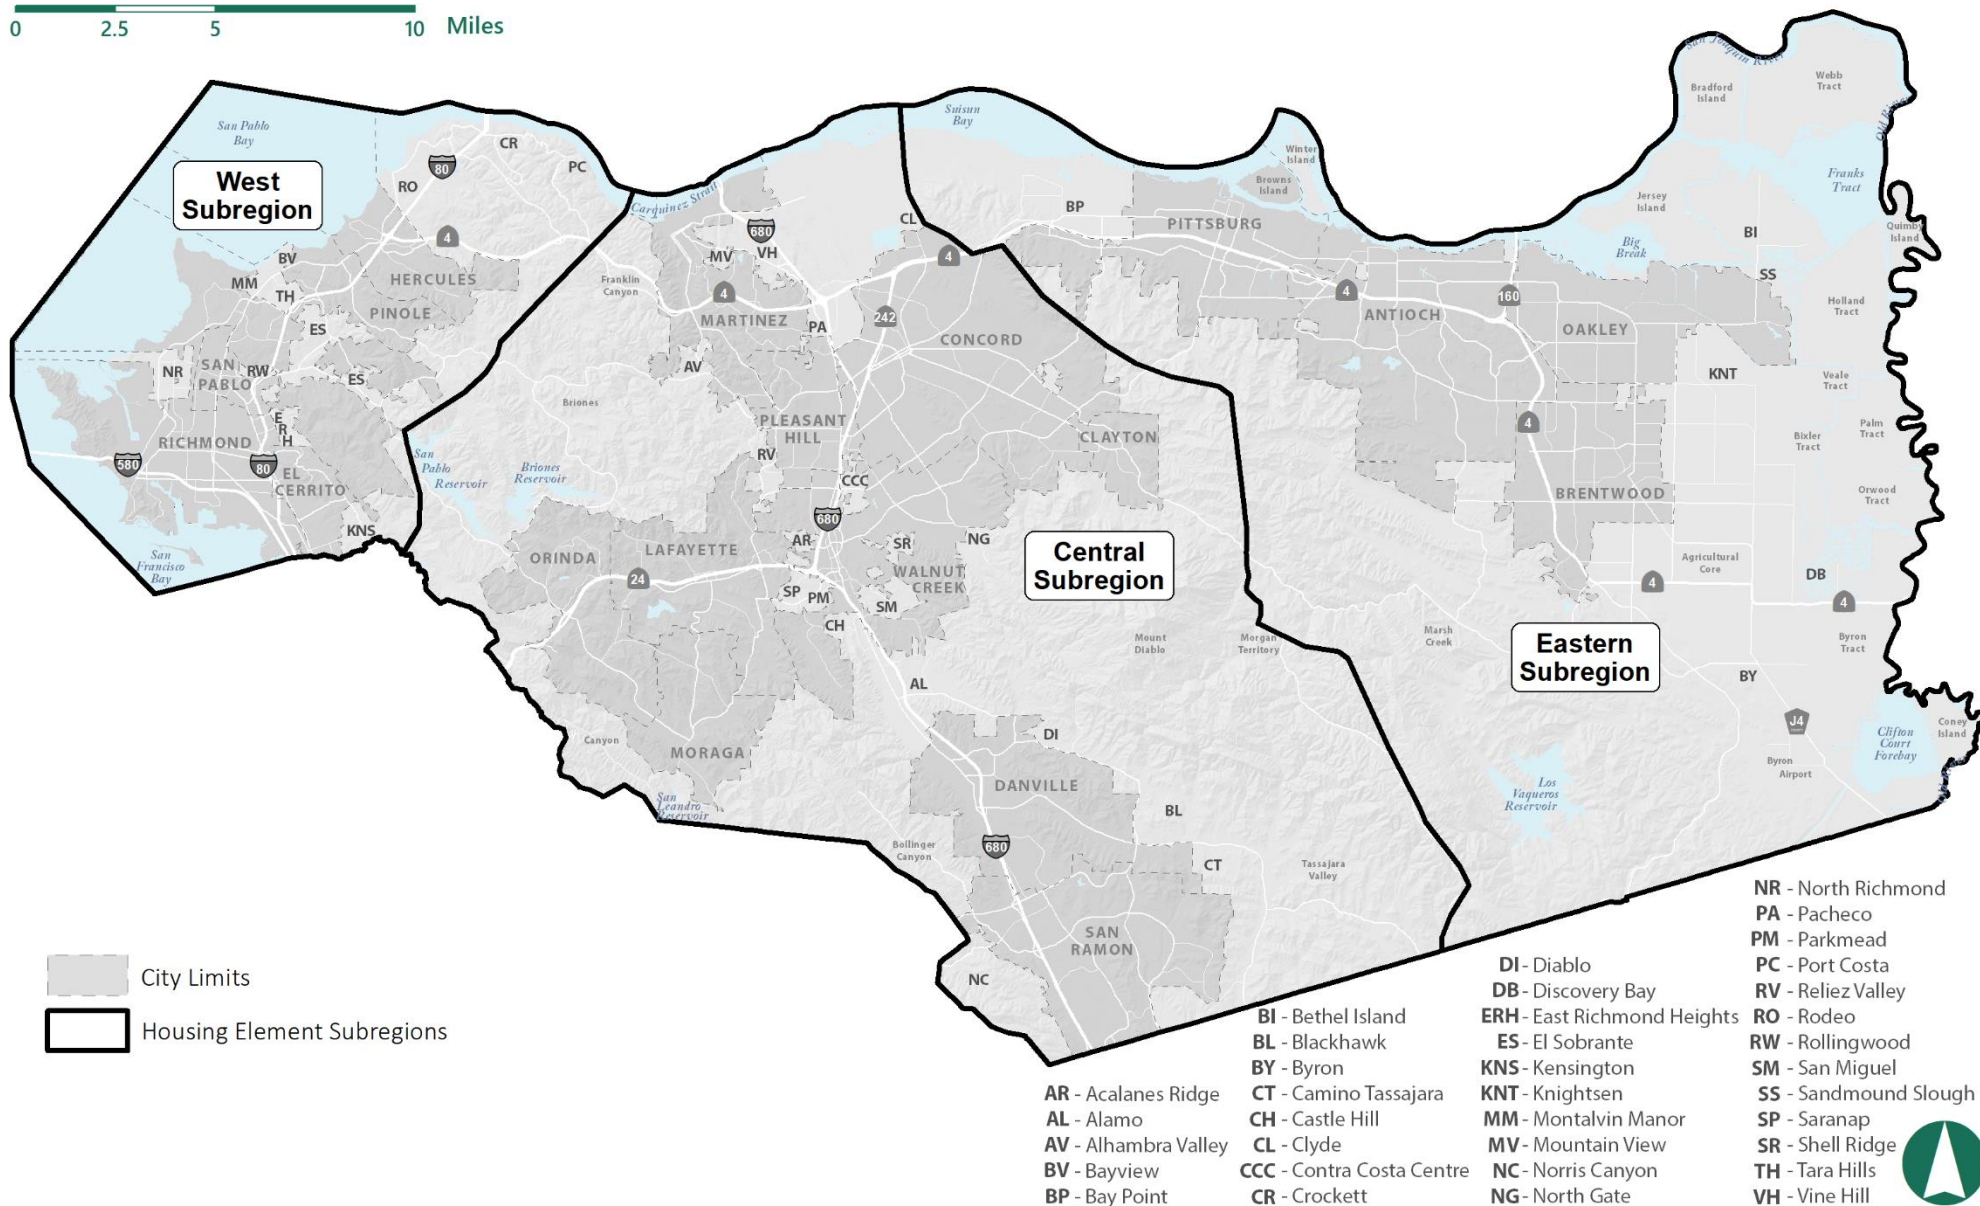 0 2.5 5 10 Miles
San Pablo
Bay
West
Subregion
80
CR
PC
RO
4
BV
MM
TH
HERCULES
PINOLE
ES
NR
SAN
PABLO
RW
ES
E
R
H
RICHMOND
580
80
EL
CERRITO
KNS
San
Francisco
Bay
Carquinez Strait
Suisun
Bay
CL
680
VH
MV
4
Franklin
Canyon
4
MARTINEZ
PA
242
CONCORD
AV
Briones
PLEASANT
HILL
CLAYTON
RV
CCC
San
Pablo
Reservoir
Briones
Reservoir
680
ORINDA
LAFAYETTE
AR
SR
NG
WALNUT
CREEK
24
SP
PM
SM
CH
Central
Subregion
Mount
Diablo
Morgan
Territory
AL
Canyon
MORAGA
DI
DANVILLE
San
Leandro
Reservoir
BL
680
Bollinger
Canyon
CT
Tassajara
Valley
SAN
RAMON
NC
San Joaquin River
Webb
Tract
Bradford
Island
Old River
Winter
Island
Browns
Island
Franks
Tract
BP
PITTSBURG
Jersey
Island
BI
Quimby
Island
Big
Break
SS
4
160
ANTIOCH
OAKLEY
Holland
Tract
KNT
Veale
Tract
4
Bixler
Tract
Palm
Tract
BRENTWOOD
Orwood
Tract
Agricultural
Core
DB
4
4
Marsh
Creek
Eastern
Subregion
Byron
Tract
BY
J4
Coney
Island
Clifton
Court
Forebay
Byron
Airport
Los
Vaqueros
Reservoir
City Limits
Housing Element Subregions
AR - Acalanes Ridge
AL - Alamo
AV - Alhambra Valley
BV - Bayview
BP - Bay Point
BI - Bethel Island
BL - Blackhawk
BY - Byron
CT - Camino Tassajara
CH - Castle Hill
CL - Clyde
CCC - Contra Costa Centre
CR - Crockett
DI - Diablo
DB - Discovery Bay
ERH - East Richmond Heights
ES - El Sobrante
KNS - Kensington
KNT - Knightsen
MM - Montalvin Manor
MV - Mountain View
NC - Norris Canyon
NG - North Gate
NR - North Richmond
PA - Pacheco
PM - Parkmead
PC - Port Costa
RV - Reliez Valley
RO - Rodeo
RW - Rollingwood
SM - San Miguel
SS - Sandmound Slough
SP - Saranap
SR - Shell Ridge
TH - Tara Hills
VH - Vine Hill